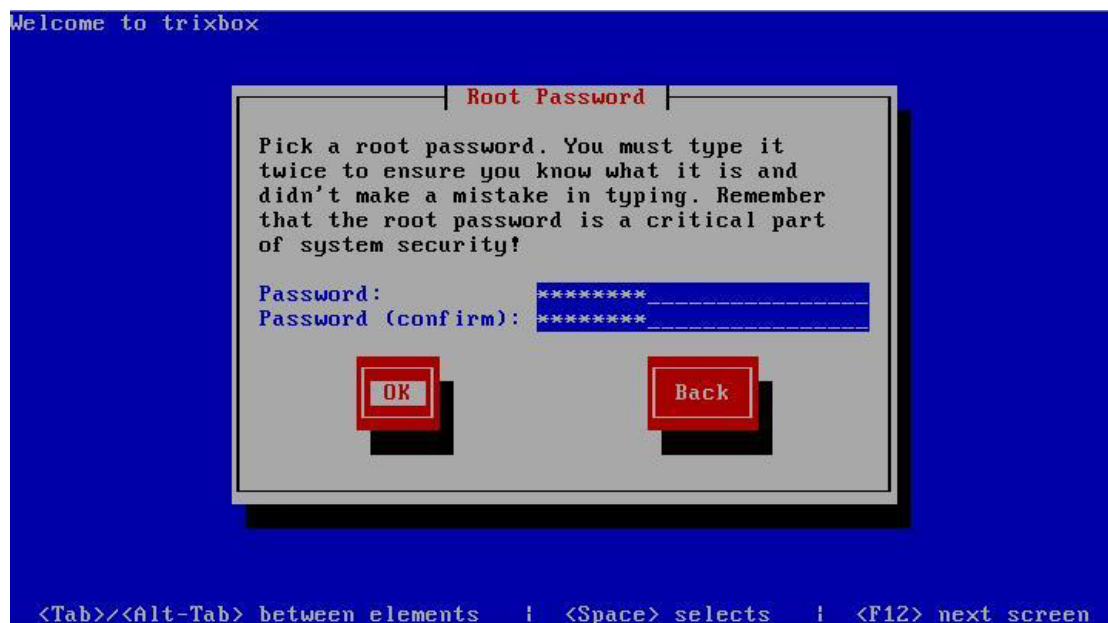 Welcome to trixbox
Root Password
Pick a root password. You must type it
twice to ensure you know what it is and
didn't make a mistake in typing. Remember
that the root password is a critical part
of system security!
Password: ********________________
Password (confirm): ********________________
OK Back
<Tab>/<Alt-Tab> between elements | <Space> selects | <F12> next screen